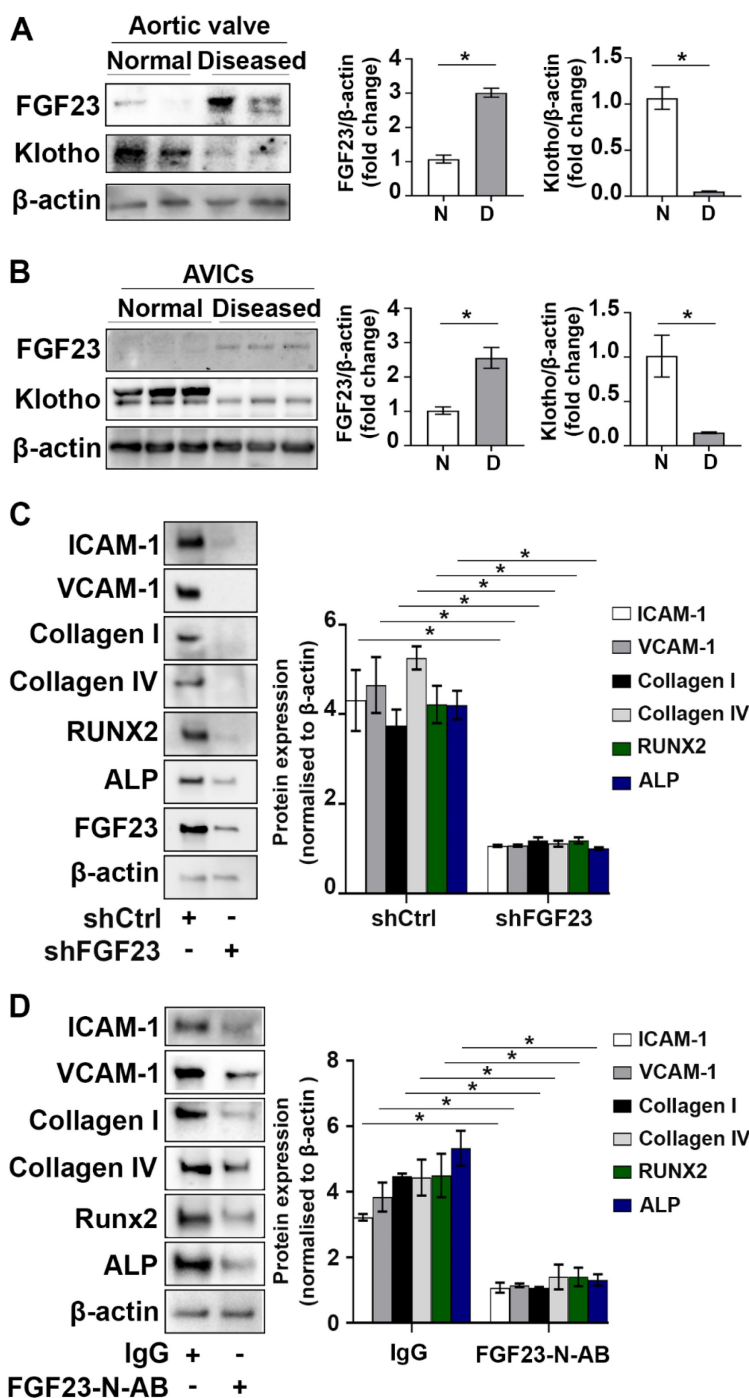 A
Aortic valve
Normal Diseased
FGF23
Klotho
β-actin
FGF23/β-actin
(fold change)
4
3
2
1
0
*
N D
Klotho/β-actin
(fold change)
1.5
1.0
0.5
0.0
*
N D
B
AVICs
Normal Diseased
FGF23
Klotho
β-actin
FGF23/β-actin
(fold change)
4
3
2
1
0
*
N D
Klotho/β-actin
(fold change)
1.5
1.0
0.5
0.0
*
N D
C
ICAM-1
VCAM-1
Collagen I
Collagen IV
RUNX2
ALP
FGF23
β-actin
shCtrl + -
shFGF23 - +
Protein expression
(normalised to β-actin)
6
4
2
0
*
*
*
*
*
*
shCtrl shFGF23
ICAM-1
VCAM-1
Collagen I
Collagen IV
RUNX2
ALP
D
ICAM-1
VCAM-1
Collagen I
Collagen IV
Runx2
ALP
β-actin
IgG + -
FGF23-N-AB - +
Protein expression
(normalised to β-actin )
8
6
4
2
0
*
*
*
*
*
*
IgG FGF23-N-AB
ICAM-1
VCAM-1
Collagen I
Collagen IV
RUNX2
ALP